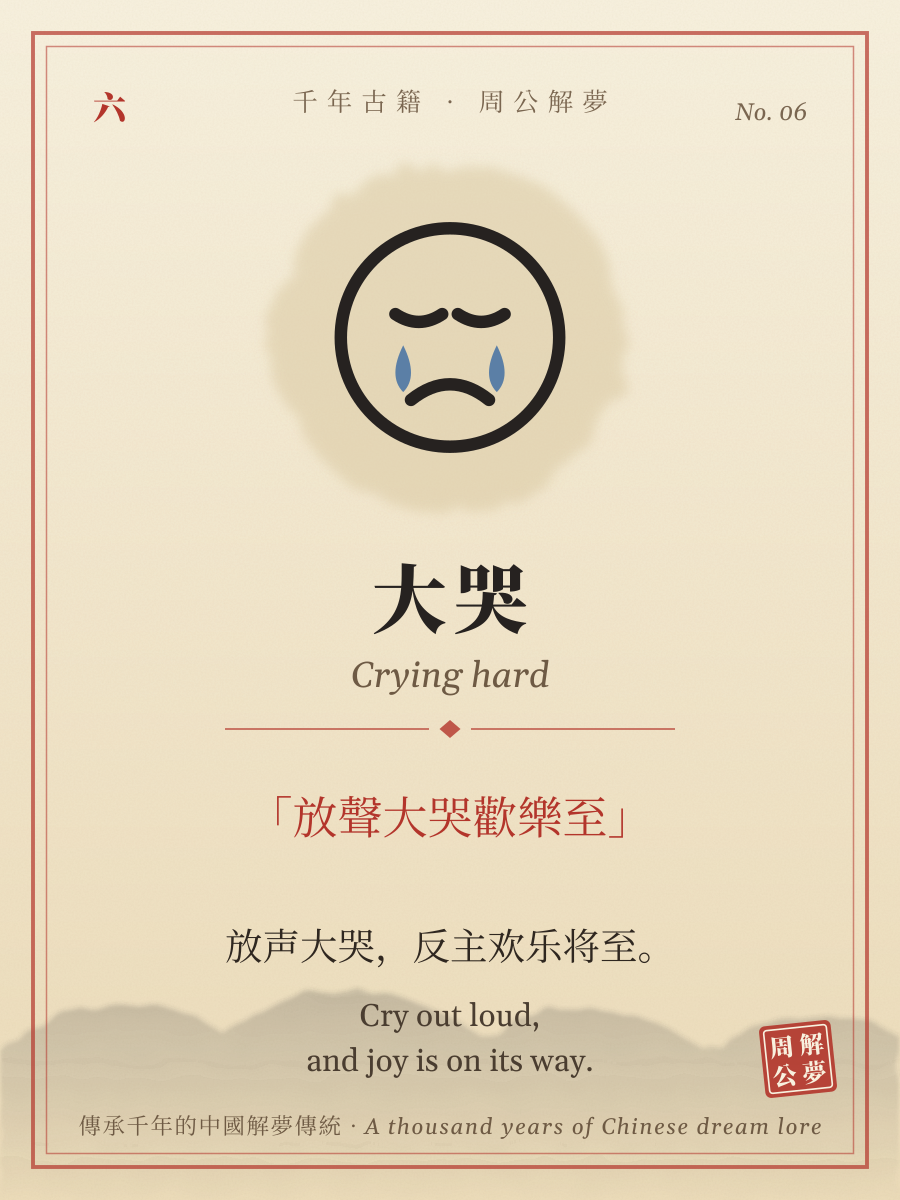 六
千年古籍 · 周公解夢
No. 06
大哭
Crying hard
「放聲大哭歡樂至」
放声大哭，反主欢乐将至。
Cry out loud,
and joy is on its way.
周解
公夢
傳承千年的中國解夢傳統 · A thousand years of Chinese dream lore